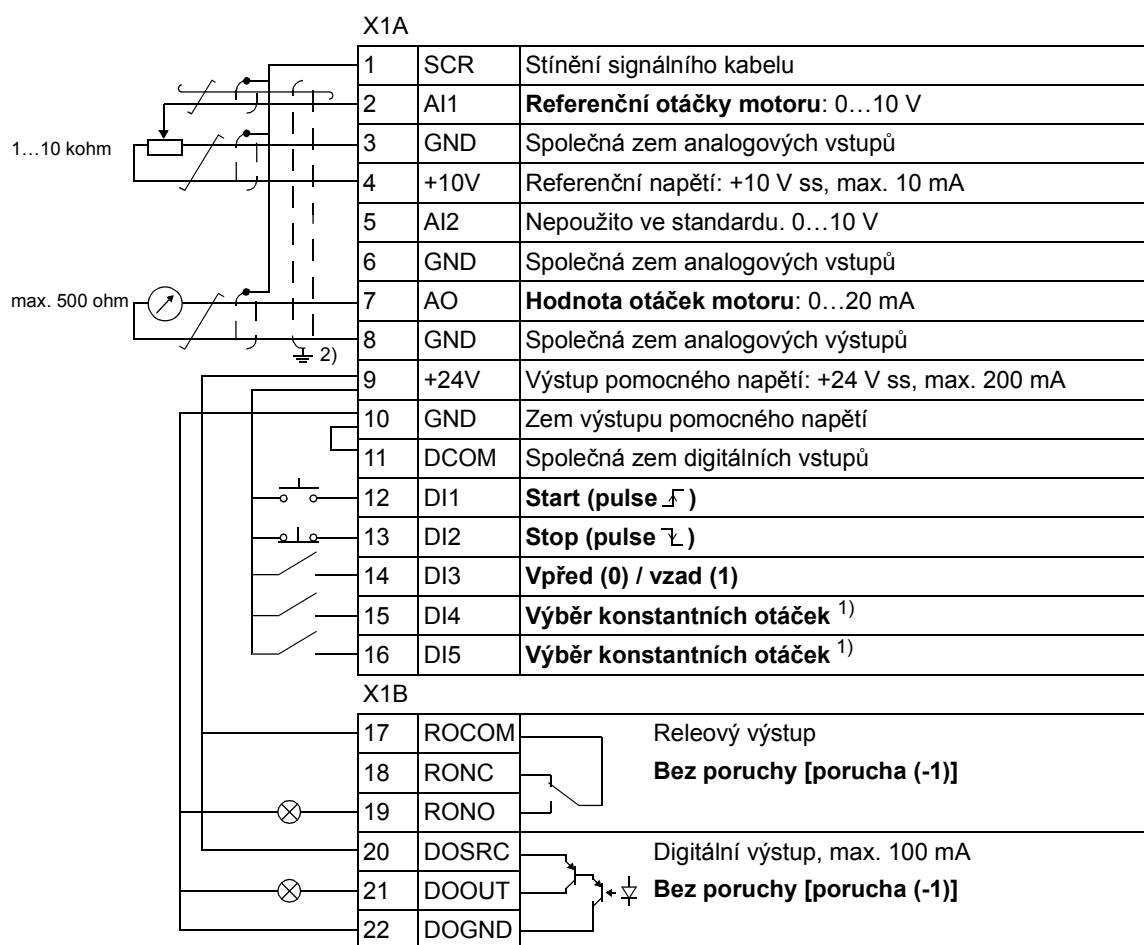 X1A
1 SCR Stínění signálního kabelu
2 AI1 Referenční otáčky motoru: 0…10 V
1…10 kohm
3 GND Společná zem analogových vstupů
4 +10V Referenční napětí: +10 V ss, max. 10 mA
5 AI2 Nepoužito ve standardu. 0…10 V
6 GND Společná zem analogových vstupů
max. 500 ohm
7 AO Hodnota otáček motoru: 0…20 mA
8 GND Společná zem analogových výstupů
2)
9 +24V Výstup pomocného napětí: +24 V ss, max. 200 mA
10 GND Zem výstupu pomocného napětí
11 DCOM Společná zem digitálních vstupů
12 DI1 Start (pulse )
13 DI2 Stop (pulse )
14 DI3 Vpřed (0) / vzad (1)
15 DI4 Výběr konstantních otáček 1)
16 DI5 Výběr konstantních otáček 1)
X1B
17 ROCOM Releový výstup
18 RONC Bez poruchy [porucha (-1)]
19 RONO
20 DOSRC Digitální výstup, max. 100 mA
21 DOOUT Bez poruchy [porucha (-1)]
22 DOGND